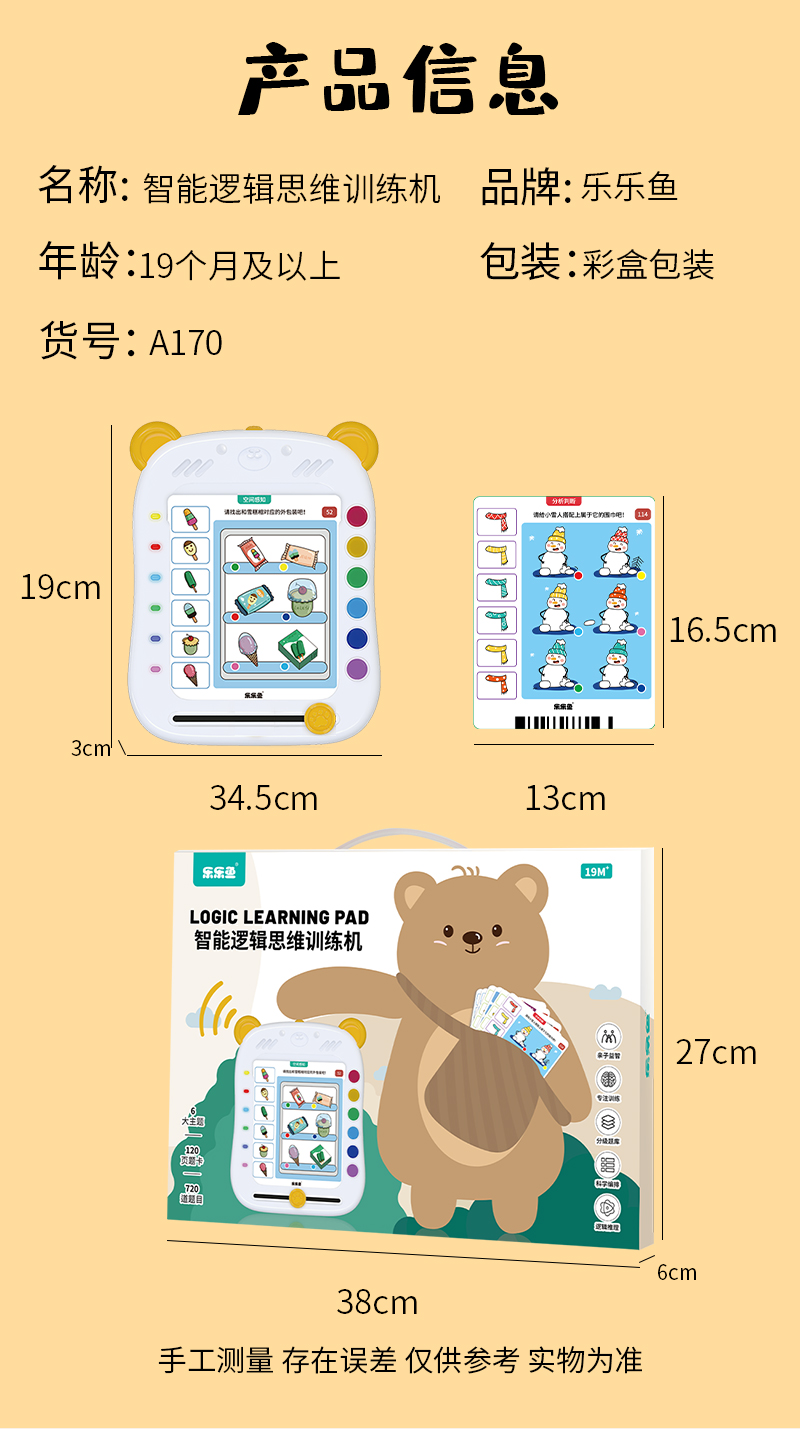 产品信息
名称: 智能逻辑思维训练机
品牌: 乐乐鱼
年龄: 19个月及以上
包装: 彩盒包装
货号: A170
19cm
3cm
34.5cm
空间感知
请找出和雪糕相对应的外包装吧!
52
乐乐鱼
16.5cm
13cm
分析判断
请给小雪人搭配上属于它的围巾吧!
114
乐乐鱼
乐乐鱼
19M+
LOGIC LEARNING PAD
智能逻辑思维训练机
6
大主题
120
页题卡
720
道题目
亲子益智
专注训练
分级题库
科学编排
逻辑推理
27cm
6cm
38cm
手工测量 存在误差 仅供参考 实物为准